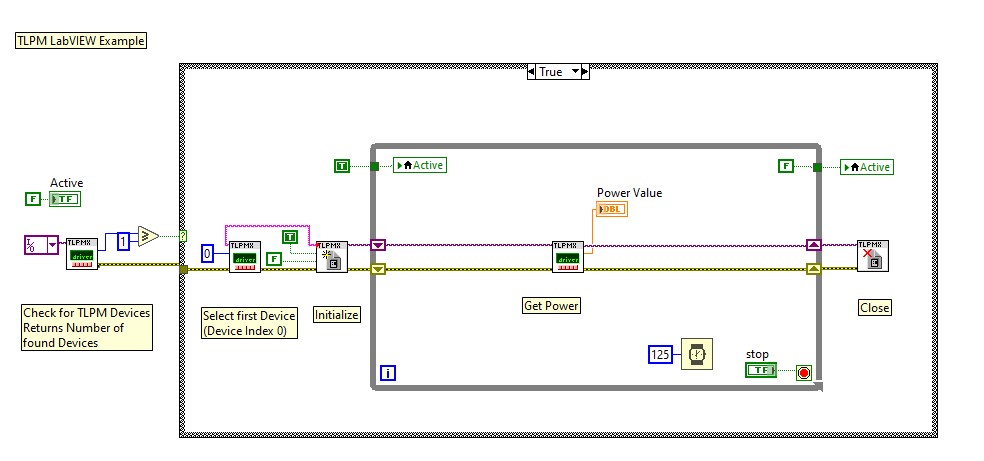 TLPM LabVIEW Example
True
T
Active
F
Active
Active
F
TF
Power Value
DBL
I/O
TLPMX
driver
1
≥
?
0
TLPMX
driver
T
F
TLPMX
TLPMX
driver
TLPMX
Check for TLPM Devices
Returns Number of
found Devices
Select first Device
(Device Index 0)
Initialize
Get Power
Close
125
stop
TF
i